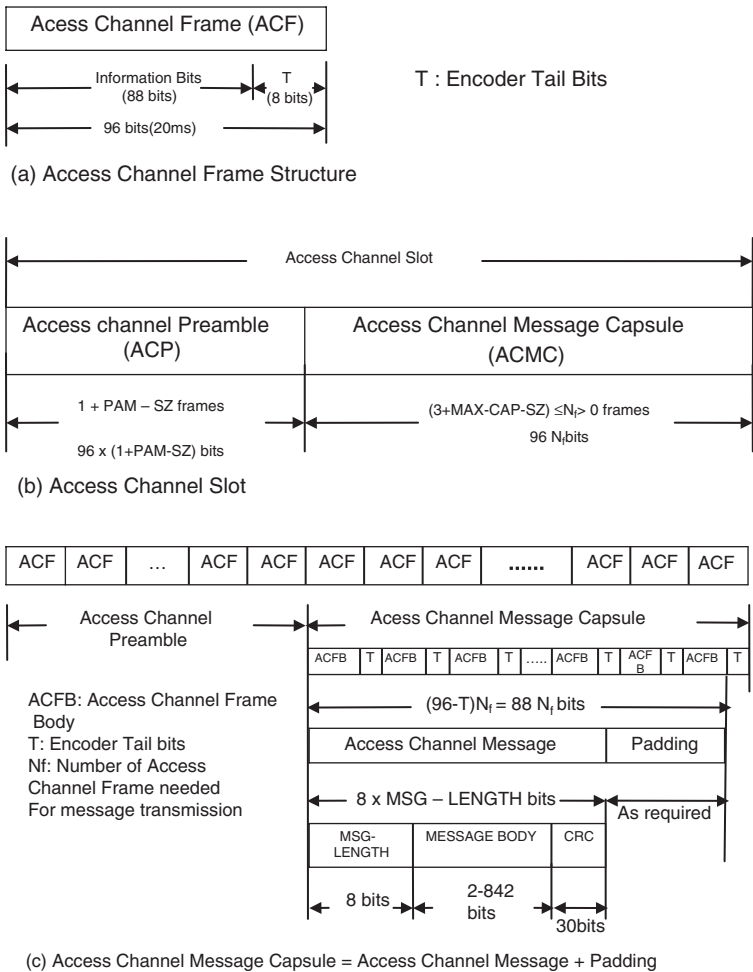 Acess Channel Frame (ACF)
Information Bits
(88 bits)
T
(8 bits)
T : Encoder Tail Bits
96 bits(20ms)
(a) Access Channel Frame Structure
Access Channel Slot
Access channel Preamble
(ACP)
Access Channel Message Capsule
(ACMC)
1 + PAM – SZ frames
96 x (1+PAM-SZ) bits
(3+MAX-CAP-SZ) ≤Nf> 0 frames
96 Nfbits
(b) Access Channel Slot
ACF ACF ... ACF ACF ACF ACF ACF ...... ACF ACF ACF
Access Channel
Preamble
Acess Channel Message Capsule
ACFB T ACFB T ACFB T ..... ACFB T ACF
B T ACFB T
ACFB: Access Channel Frame
Body
T: Encoder Tail bits
Nf: Number of Access
Channel Frame needed
For message transmission
(96-T)Nf = 88 Nf bits
Access Channel Message Padding
8 x MSG – LENGTH bits
As required
MSG-
LENGTH
MESSAGE BODY
CRC
8 bits
2-842
bits
30bits
(c) Access Channel Message Capsule = Access Channel Message + Padding